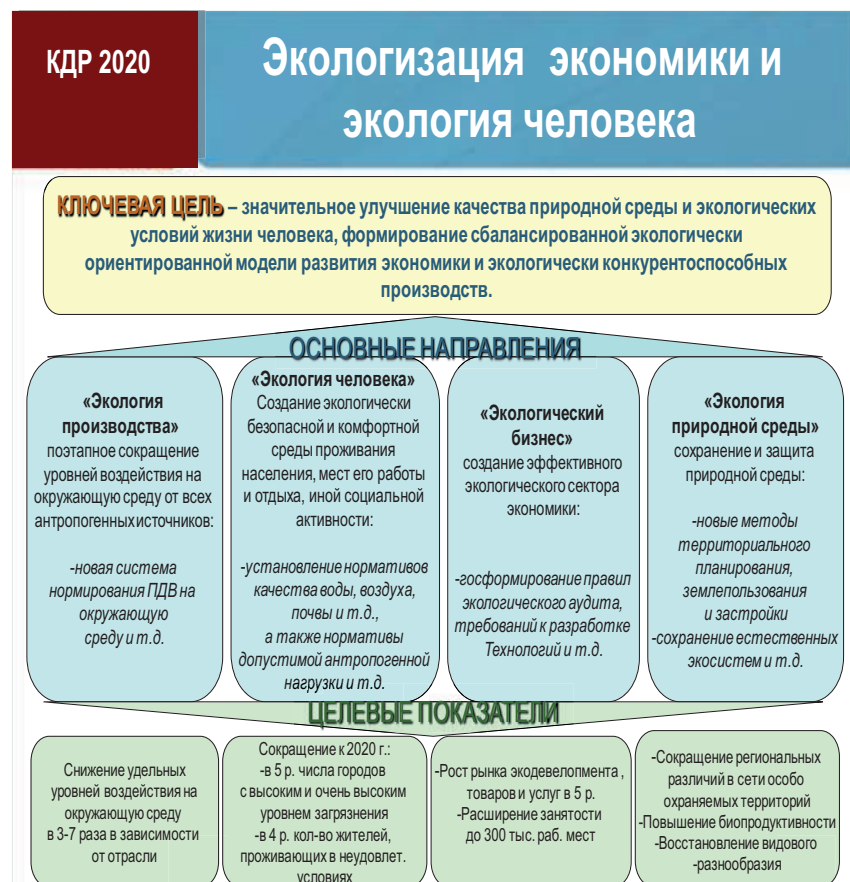 КДР 2020
Экологизация экономики и
экология человека
КЛЮЧЕВАЯ ЦЕЛЬ – значительное улучшение качества природной среды и экологических
условий жизни человека, формирование сбалансированной экологически
ориентированной модели развития экономики и экологически конкурентоспособных
производств.
ОСНОВНЫЕ НАПРАВЛЕНИЯ
«Экология
производства»
поэтапное сокращение
уровней воздействия на
окружающую среду от всех
антропогенных источников:
-новая система
нормирования ПДВ на
окружающую
среду и т.д.
«Экология человека»
Создание экологически
безопасной и комфортной
среды проживания
населения, мест его работы
и отдыха, иной социальной
активности:
-установление нормативов
качества воды, воздуха,
почвы и т.д.,
а также нормативы
допустимой антропогенной
нагрузки и т.д.
«Экологический
бизнес»
создание эффективного
экологического сектора
экономики:
-госформирование правил
экологического аудита,
требований к разработке
Технологий и т.д.
«Экология
природной среды»
сохранение и защита
природной среды:
-новые методы
территориального
планирования,
землепользования
и застройки
-сохранение естественных
экосистем и т.д.
ЦЕЛЕВЫЕ ПОКАЗАТЕЛИ
Снижение удельных
уровней воздействия на
окружающую среду
в 3-7 раза в зависимости
от отрасли
Сокращение к 2020 г.:
-в 5 р. числа городов
с высоким и очень высоким
уровнем загрязнения
-в 4 р. кол-во жителей,
проживающих в неудовлет.
условиях
-Рост рынка экодевелопмента ,
товаров и услуг в 5 р.
-Расширение занятости
до 300 тыс. раб. мест
-Сокращение региональных
различий в сети особо
охраняемых территорий
-Повышение биопродуктивности
-Восстановление видового
-разнообразия